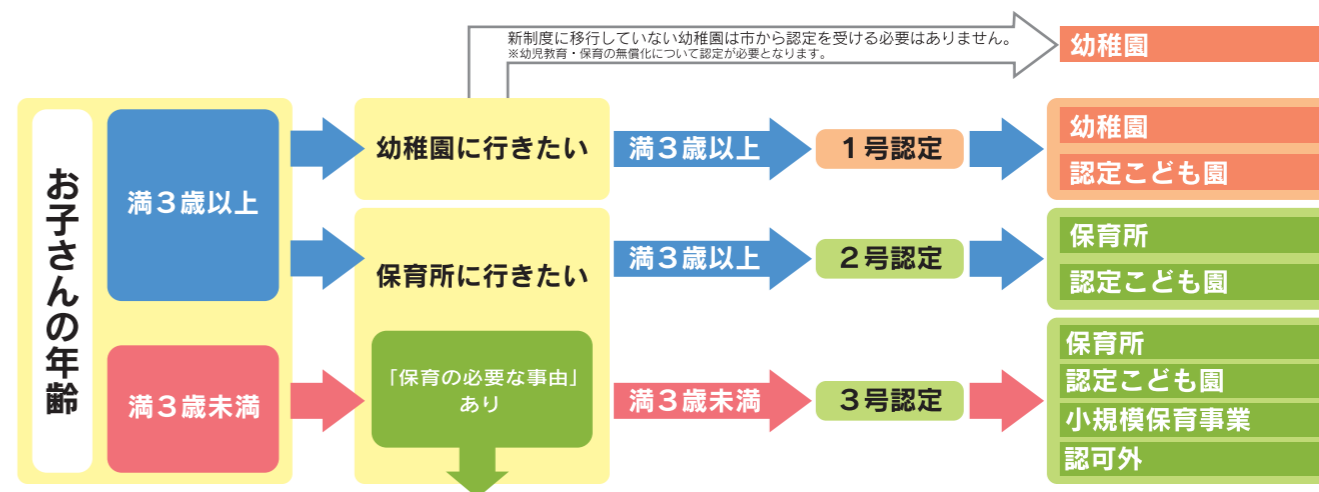 新制度に移行していない幼稚園は市から認定を受ける必要はありません。
※幼児教育・保育の無償化について認定が必要となります。
幼稚園
お子さんの年齢
満3歳以上
幼稚園に行きたい
満3歳以上
1号認定
幼稚園
認定こども園
保育所に行きたい
満3歳以上
2号認定
保育所
認定こども園
満3歳未満
「保育の必要な事由」
あり
満3歳未満
3号認定
保育所
認定こども園
小規模保育事業
認可外